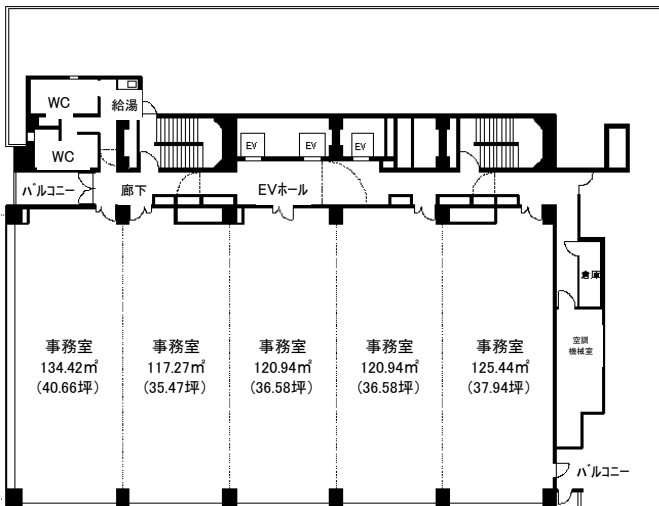 WC
給湯
WC
EV
EV
EV
バルコニー
廊下
EVホール
倉庫
空調
機械室
事務室
134.42㎡
(40.66坪)
事務室
117.27㎡
(35.47坪)
事務室
120.94㎡
(36.58坪)
事務室
120.94㎡
(36.58坪)
事務室
125.44㎡
(37.94坪)
バルコニー